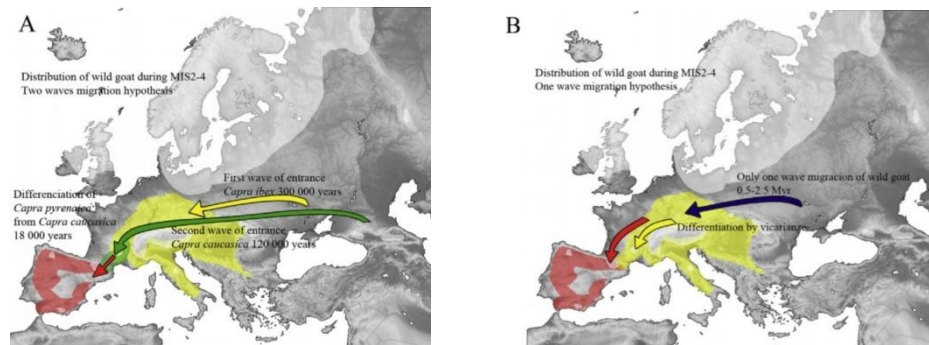 A
Distribution of wild goat during MIS2-4
Two waves migration hypothesis
First wave of entrance
Capra ibex 300 000 years
Differenciation of
Capra pyrenaica
from Capra caucasica
18 000 years
Second wave of entrance
Capra caucasica 120 000 years
B
Distribution of wild goat during MIS2-4
One wave migration hypothesis
Only one wave migracion of wild goat
0.5-2.5 Myr
Differentiation by vicarianze